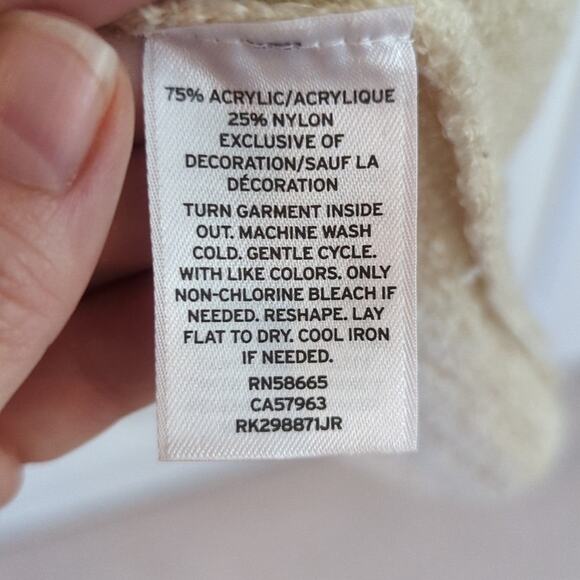 75% ACRYLIC/ACRYLIQUE
25% NYLON
EXCLUSIVE OF
DECORATION/SAUF LA
DÉCORATION
TURN GARMENT INSIDE
OUT. MACHINE WASH
COLD. GENTLE CYCLE.
WITH LIKE COLORS. ONLY
NON-CHLORINE BLEACH IF
NEEDED. RESHAPE. LAY
FLAT TO DRY. COOL IRON
IF NEEDED.
RN58665
CA57963
RK298871JR